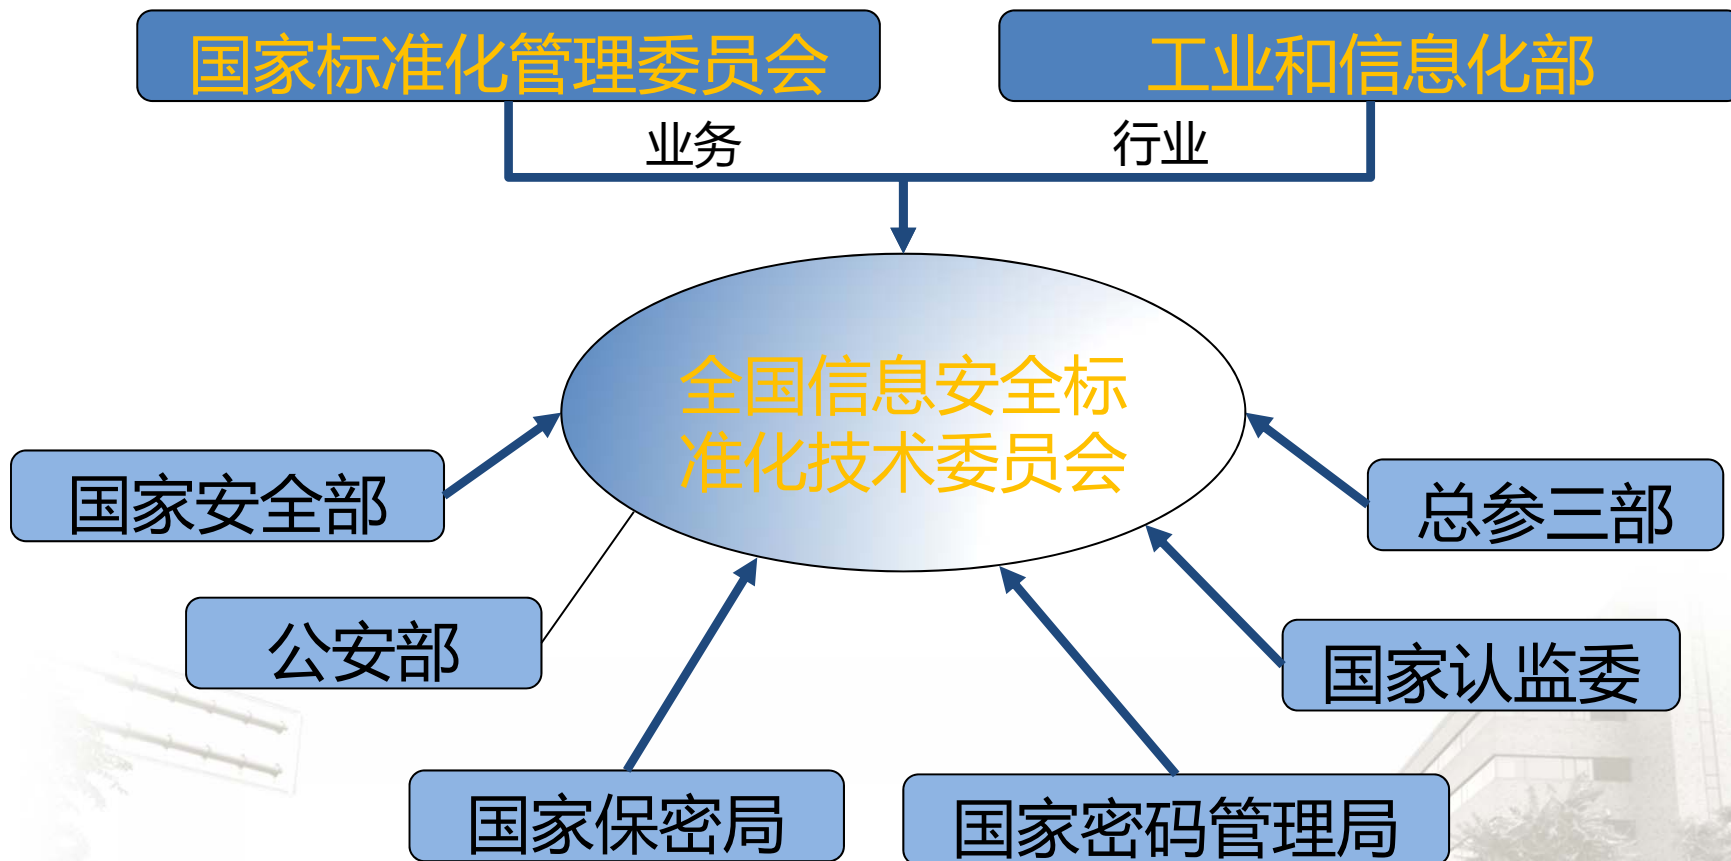 国家标准化管理委员会
工业和信息化部
业务
行业
全国信息安全标
准化技术委员会
国家安全部
总参三部
公安部
国家认监委
国家保密局
国家密码管理局